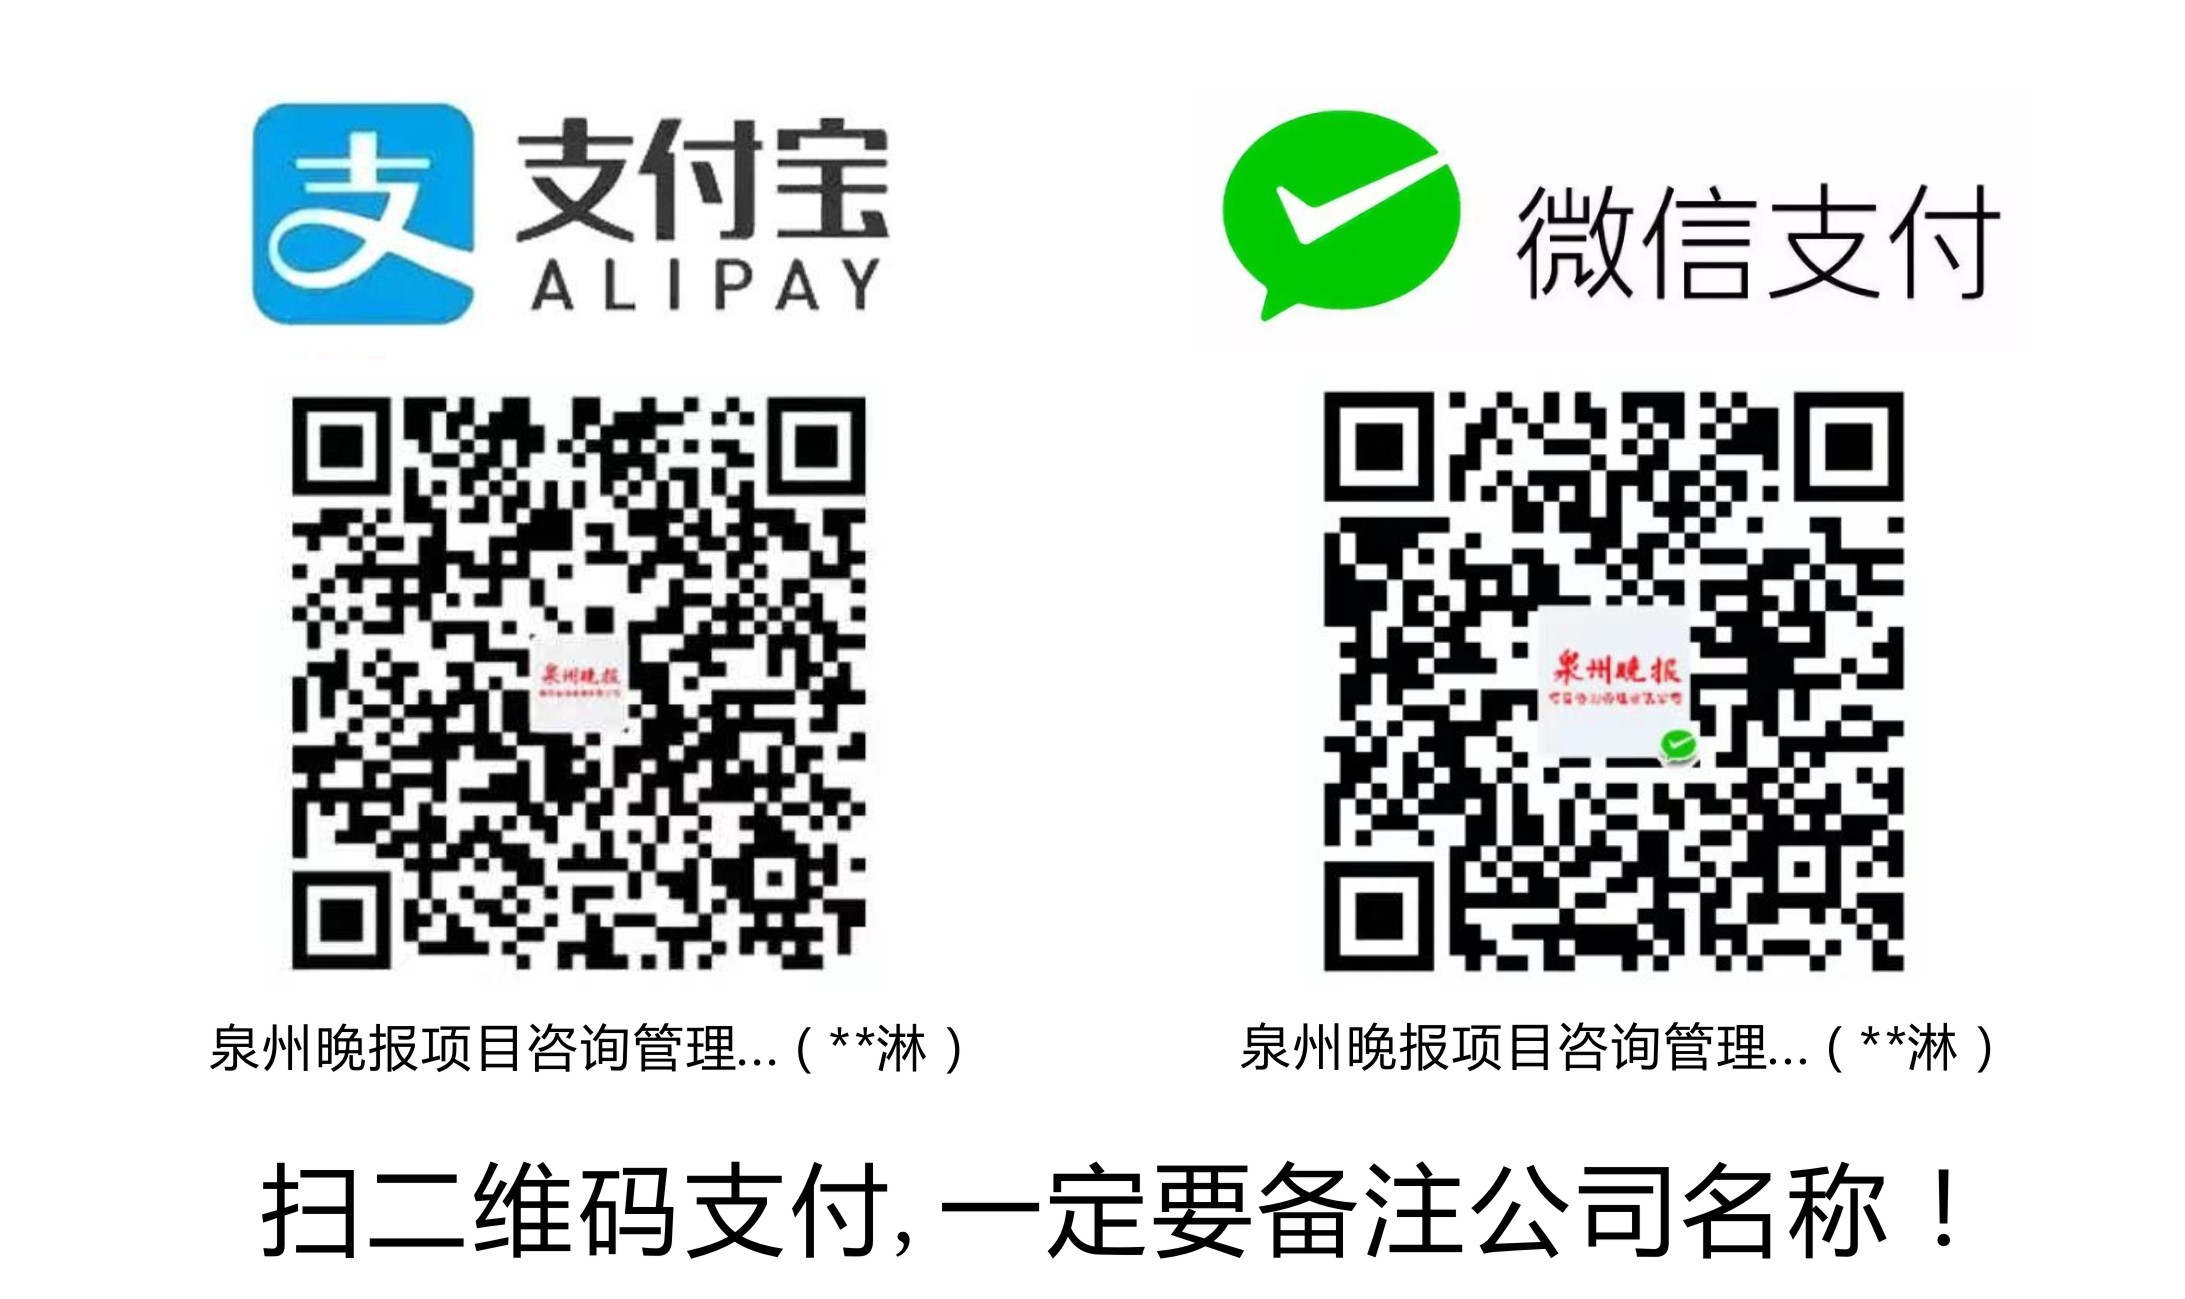 支付宝
ALIPAY
微信支付
泉州晚报
泉州晚报
泉州晚报项目咨询管理...（**淋）
泉州晚报项目咨询管理...（**淋）
扫二维码支付，一定要备注公司名称！